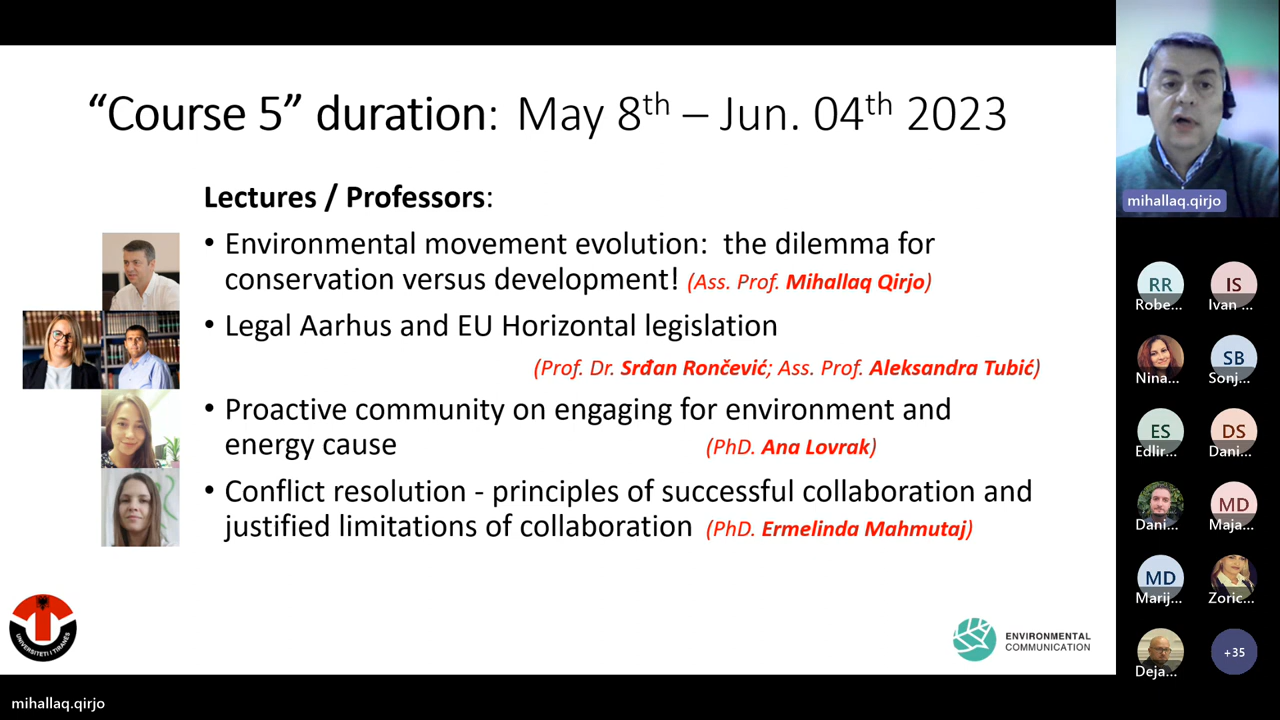 “Course 5” duration: May 8th – Jun. 04th 2023
Lectures / Professors:
• Environmental movement evolution: the dilemma for
conservation versus development! (Ass. Prof. Mihallaq Qirjo)
• Legal Aarhus and EU Horizontal legislation
(Prof. Dr. Srđan Rončević; Ass. Prof. Aleksandra Tubić)
• Proactive community on engaging for environment and
energy cause (PhD. Ana Lovrak)
• Conflict resolution - principles of successful collaboration and
justified limitations of collaboration (PhD. Ermelinda Mahmutaj)
UNIVERSITETI I TIRANËS
ENVIRONMENTAL
COMMUNICATION
mihallaq.qirjo
mihallaq.qirjo
RR
IS
Robe...
Ivan ...
SB
Nina...
Sonj...
ES
DS
Edlir...
Dani...
MD
Dani...
Maja...
MD
Marij...
Zoric...
+35
Deja...